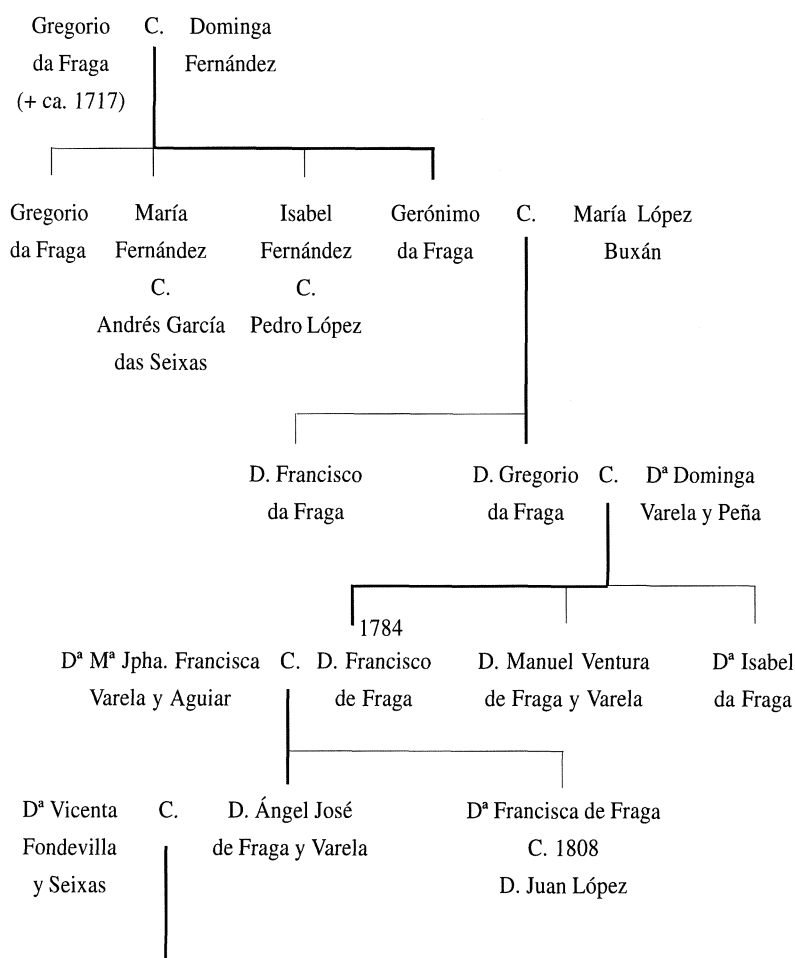 Gregorio C. Dominga
da Fraga Fernández
(+ ca. 1717)
Gregorio María Isabel Gerónimo C. María López
da Fraga Fernández Fernández da Fraga Buxán
C. C.
Andrés García Pedro López
das Seixas
D. Francisco D. Gregorio C. Dª Dominga
da Fraga da Fraga Varela y Peña
1784
Dª Mª Jpha. Francisca C. D. Francisco D. Manuel Ventura Dª Isabel
Varela y Aguiar de Fraga de Fraga y Varela da Fraga
Dª Vicenta C. D. Ángel José Dª Francisca de Fraga
Fondevilla de Fraga y Varela C. 1808
y Seixas D. Juan López